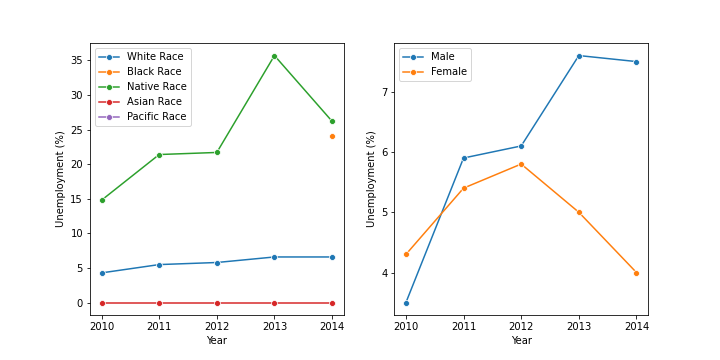 White Race
Black Race
Native Race
Asian Race
Pacific Race
Unemployment (%)
35
30
25
20
15
10
5
0
2010 2011 2012 2013 2014
Year
Male
Female
Unemployment (%)
7
6
5
4
2010 2011 2012 2013 2014
Year